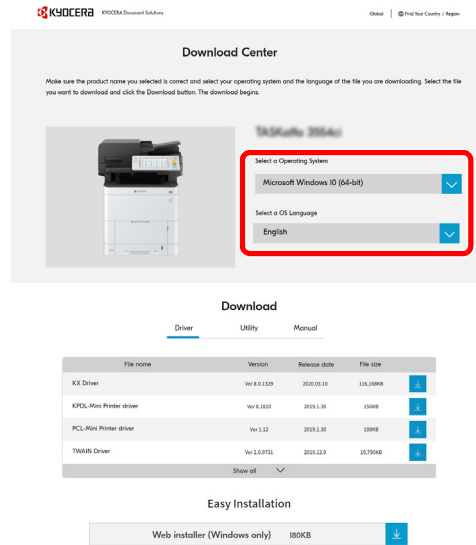 KYOCERA KYOCERA Document Solutions Global Find Your Country / Region
Download Center
Make sure the product name you selected is correct and select your operating system and the language of the file you are downloading. Select the file
you want to download and click the Download button. The download begins.
Select a Operating System
Microsoft Windows 10 (64-bit)
Select a OS Language
English
Download
Driver Utility Manual
File name Version Release date File size
KX Driver Ver 8.0.1329 2020.03.10 116,168KB
KPDL-Mini Printer driver Ver 8.1810 2019.1.30 156KB
PCL-Mini Printer driver Ver 1.12 2019.1.30 108KB
TWAIN Driver Ver 2.0.9731 2019.12.9 19,790KB
Show all
Easy Installation
Web installer (Windows only) 180KB